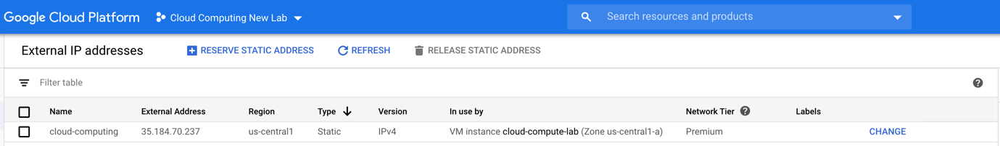 Google Cloud Platform Cloud Computing New Lab Search resources and products
External IP addresses RESERVE STATIC ADDRESS REFRESH RELEASE STATIC ADDRESS
Filter table ?
Name External Address Region Type Version In use by Network Tier ? Labels
cloud-computing 35.184.70.237 us-central1 Static IPv4 VM instance cloud-compute-lab (Zone us-central1-a) Premium CHANGE